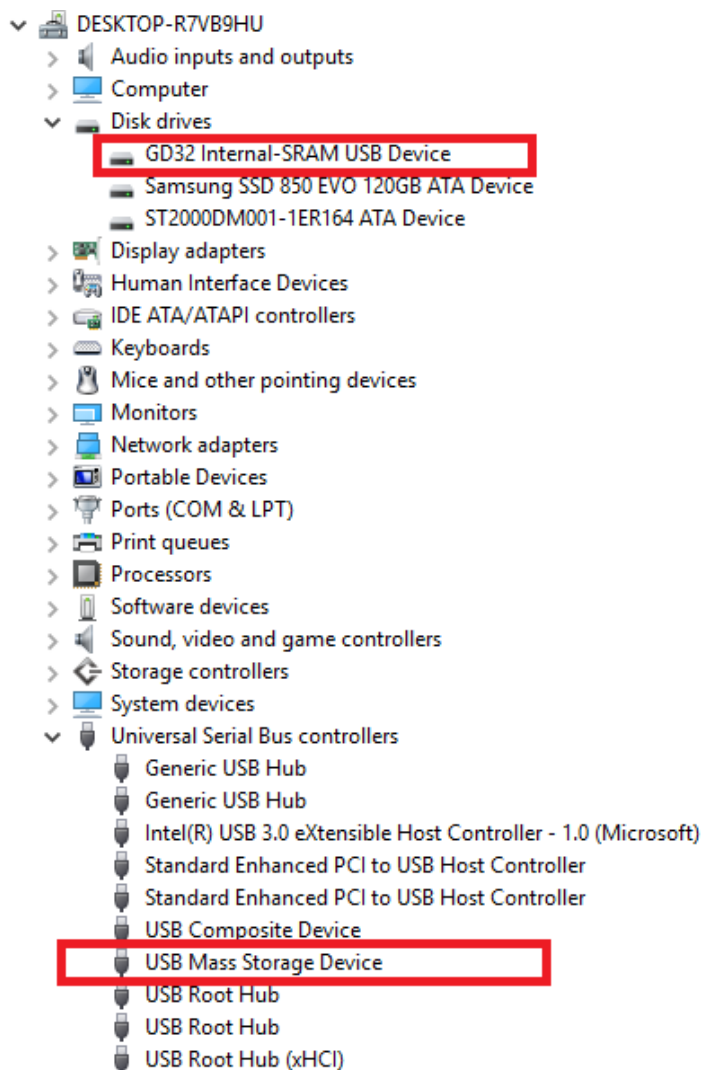 DESKTOP-R7VB9HU
Audio inputs and outputs
Computer
Disk drives
GD32 Internal-SRAM USB Device
Samsung SSD 850 EVO 120GB ATA Device
ST2000DM001-1ER164 ATA Device
Display adapters
Human Interface Devices
IDE ATA/ATAPI controllers
Keyboards
Mice and other pointing devices
Monitors
Network adapters
Portable Devices
Ports (COM & LPT)
Print queues
Processors
Software devices
Sound, video and game controllers
Storage controllers
System devices
Universal Serial Bus controllers
Generic USB Hub
Generic USB Hub
Intel(R) USB 3.0 eXtensible Host Controller - 1.0 (Microsoft)
Standard Enhanced PCI to USB Host Controller
Standard Enhanced PCI to USB Host Controller
USB Composite Device
USB Mass Storage Device
USB Root Hub
USB Root Hub
USB Root Hub (xHCI)